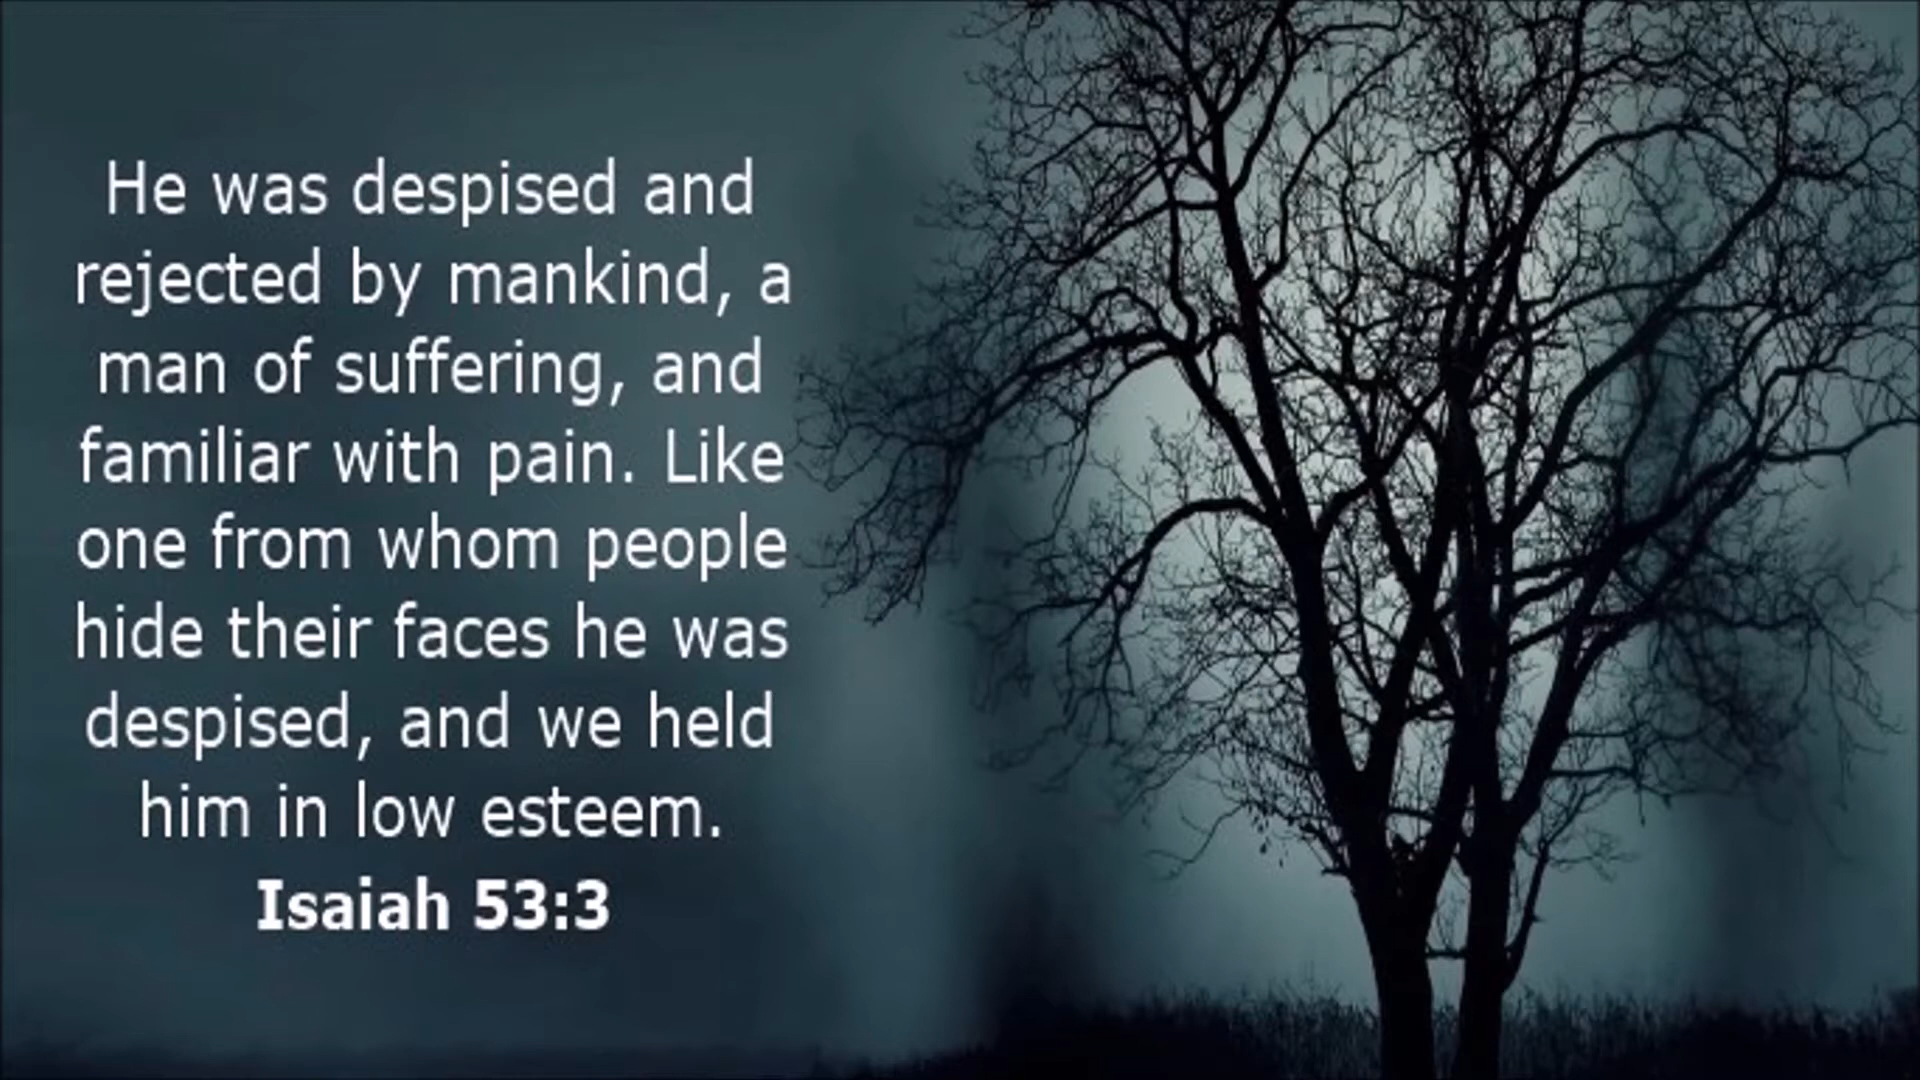 He was despised and
rejected by mankind, a
man of suffering, and
familiar with pain. Like
one from whom people
hide their faces he was
despised, and we held
him in low esteem.
Isaiah 53:3